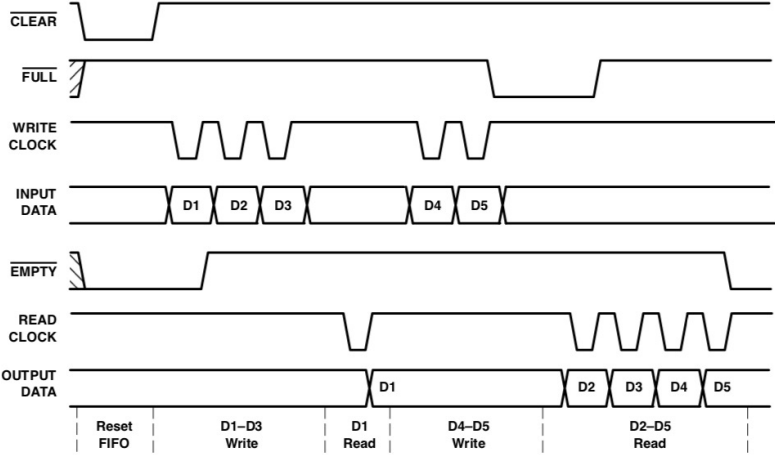 CLEAR
FULL
WRITE
CLOCK
INPUT
DATA
D1 D2 D3 D4 D5
EMPTY
READ
CLOCK
OUTPUT
DATA
D1 D2 D3 D4 D5
Reset
FIFO
D1–D3
Write
D1
Read
D4–D5
Write
D2–D5
Read